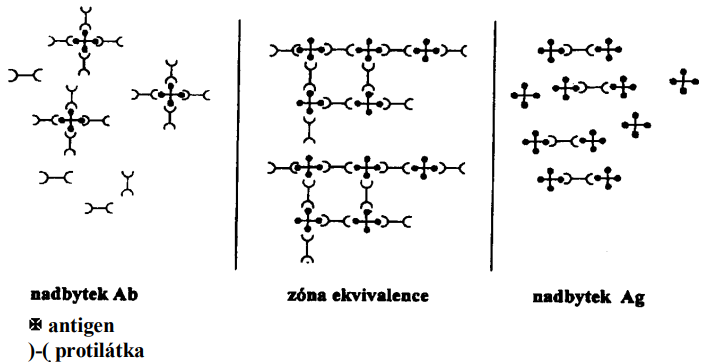 nadbytek Ab
zóna ekvivalence
nadbytek Ag
✠ antigen
)-( protilátka